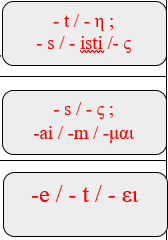 - t / - η ;
- s / - isti /- ς
- s / - ς ;
-ai / -m / -μαι
-e / - t / - ει